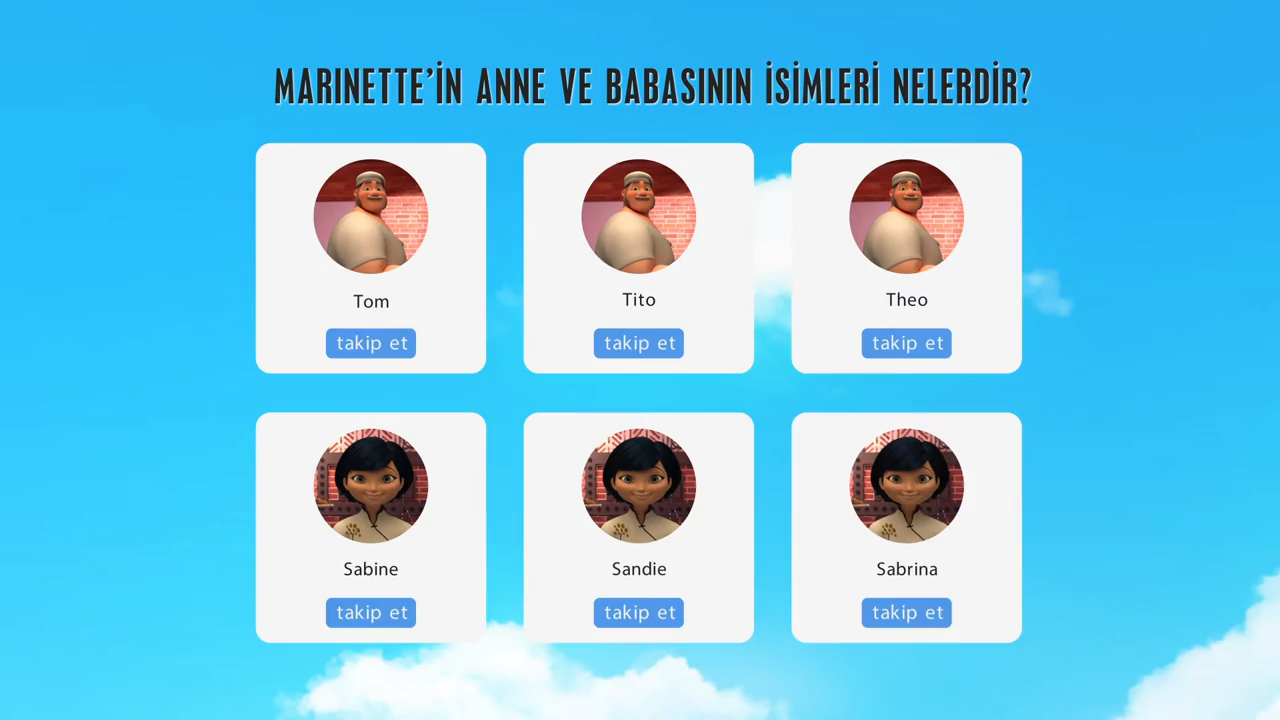 MARINETTE'İN ANNE VE BABASININ İSİMLERİ NELERDİR?
Tom
takip et
Tito
takip et
Theo
takip et
Sabine
takip et
Sandie
takip et
Sabrina
takip et